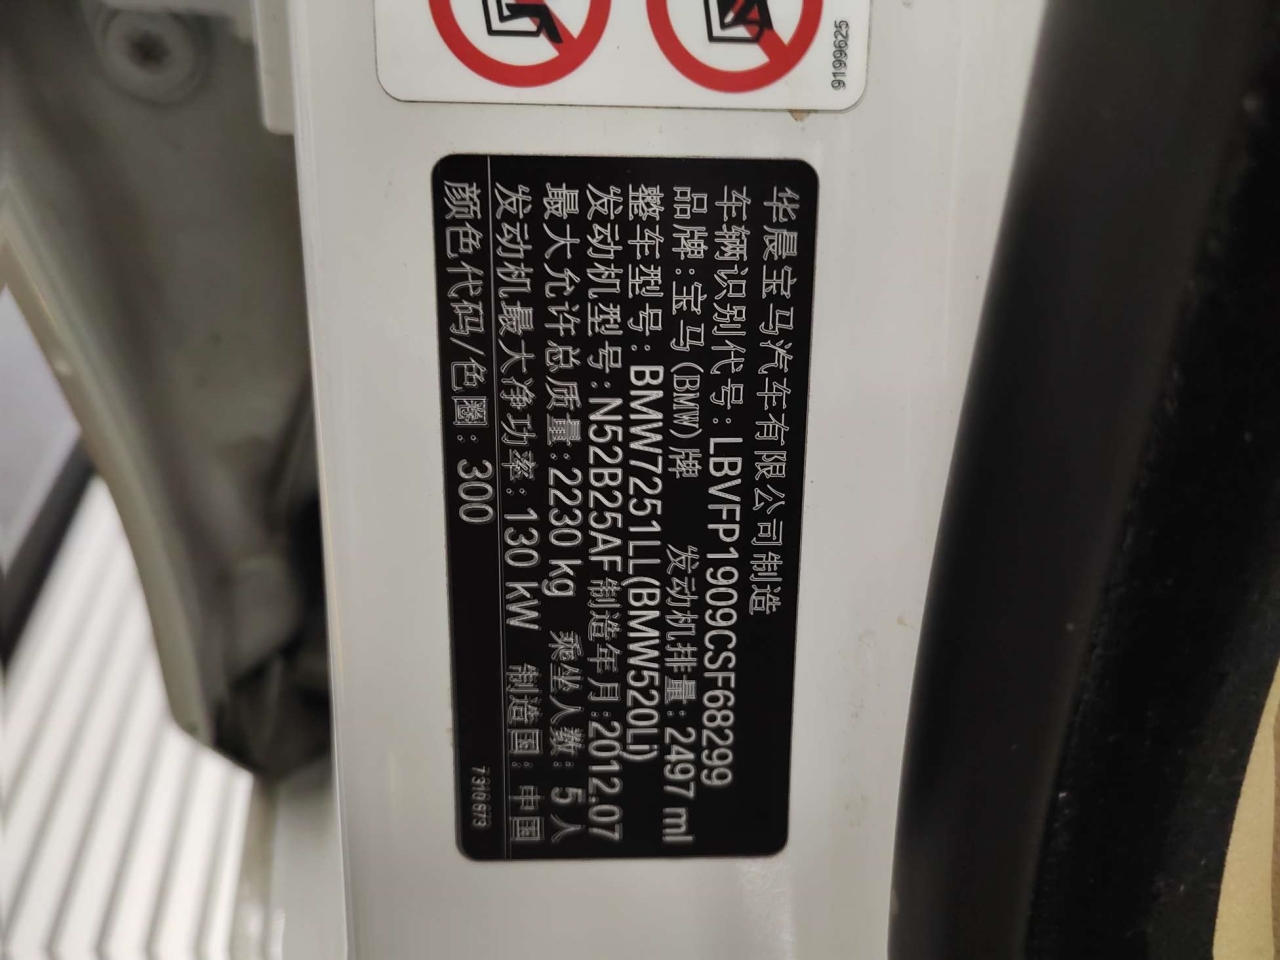 9199625
华晨宝马汽车有限公司制造
车辆识别代号：LBVFP1909CSF68299
品牌：宝马(BMW)牌 发动机排量：2497 ml
整车型号：BMW7251LL(BMW520Li)
发动机型号：N52B25AF 制造年月：2012.07
最大允许总质量：2230 kg 乘坐人数：5人
发动机最大净功率：130 kW 制造国：中国
颜色代码/色圈：300
7310973